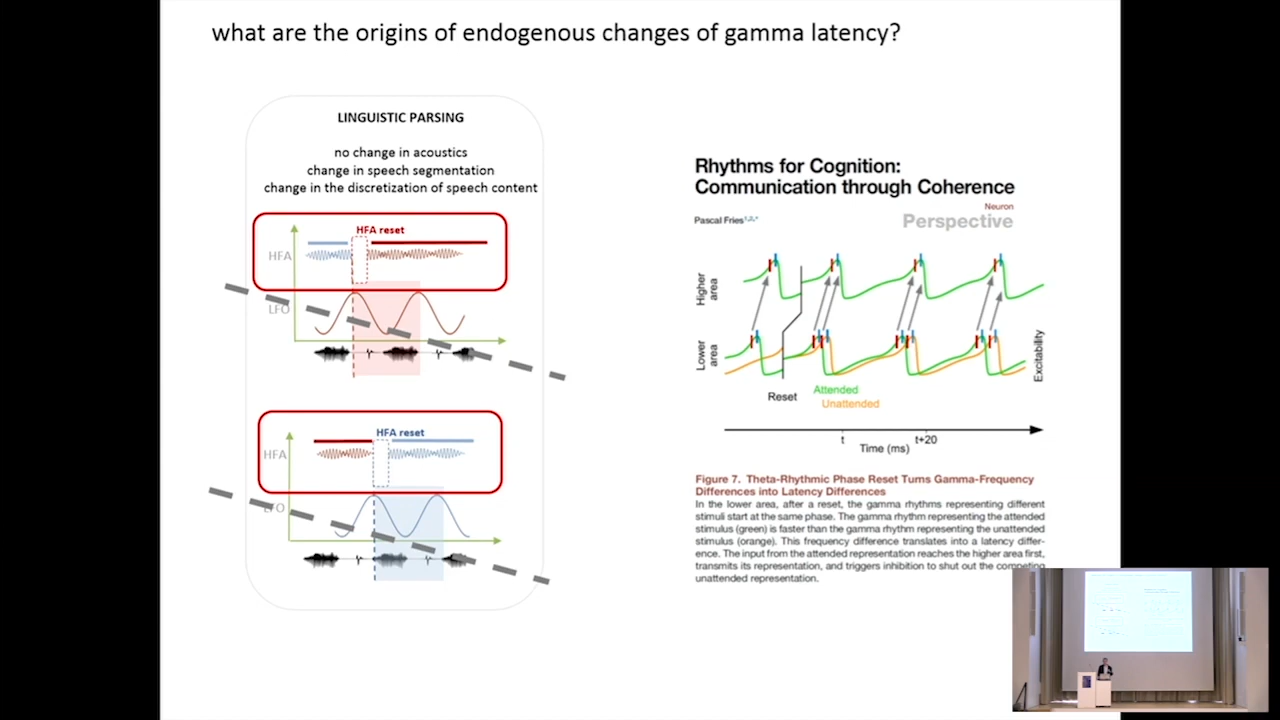 what are the origins of endogenous changes of gamma latency?
LINGUISTIC PARSING
no change in acoustics
change in speech segmentation
change in the discretization of speech content
HFA reset
HFA
LFO
HFA reset
HFA
LFO
Rhythms for Cognition:
Communication through Coherence
Neuron
Perspective
Pascal Fries1,2,*
Higher
area
Lower
area
Excitability
Reset
Attended
Unattended
t
t+20
Time (ms)
Figure 7. Theta-Rhythmic Phase Reset Turns Gamma-Frequency
Differences into Latency Differences
In the lower area, after a reset, the gamma rhythms representing different
stimuli start at the same phase. The gamma rhythm representing the attended
stimulus (green) is faster than the gamma rhythm representing the unattended
stimulus (orange). This frequency difference translates into a latency differ-
ence. The input from the attended representation reaches the higher area first,
transmits its representation, and triggers inhibition to shut out the competing
unattended representation.